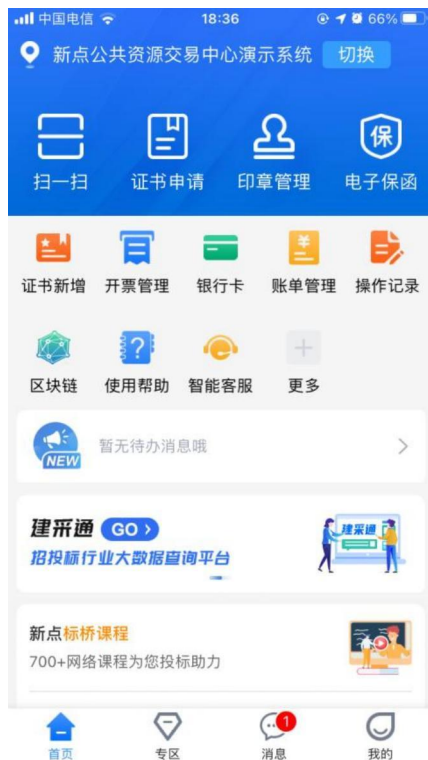 中国电信 18:36 66%
新点公共资源交易中心演示系统 切换
保
扫一扫 证书申请 印章管理 电子保函
证书新增 开票管理 银行卡 账单管理 操作记录
区块链 使用帮助 智能客服 更多
NEW 暂无待办消息哦
建采通 GO
招投标行业大数据查询平台
建采通
新点标桥课程
700+网络课程为您投标助力
1
首页 专区 消息 我的